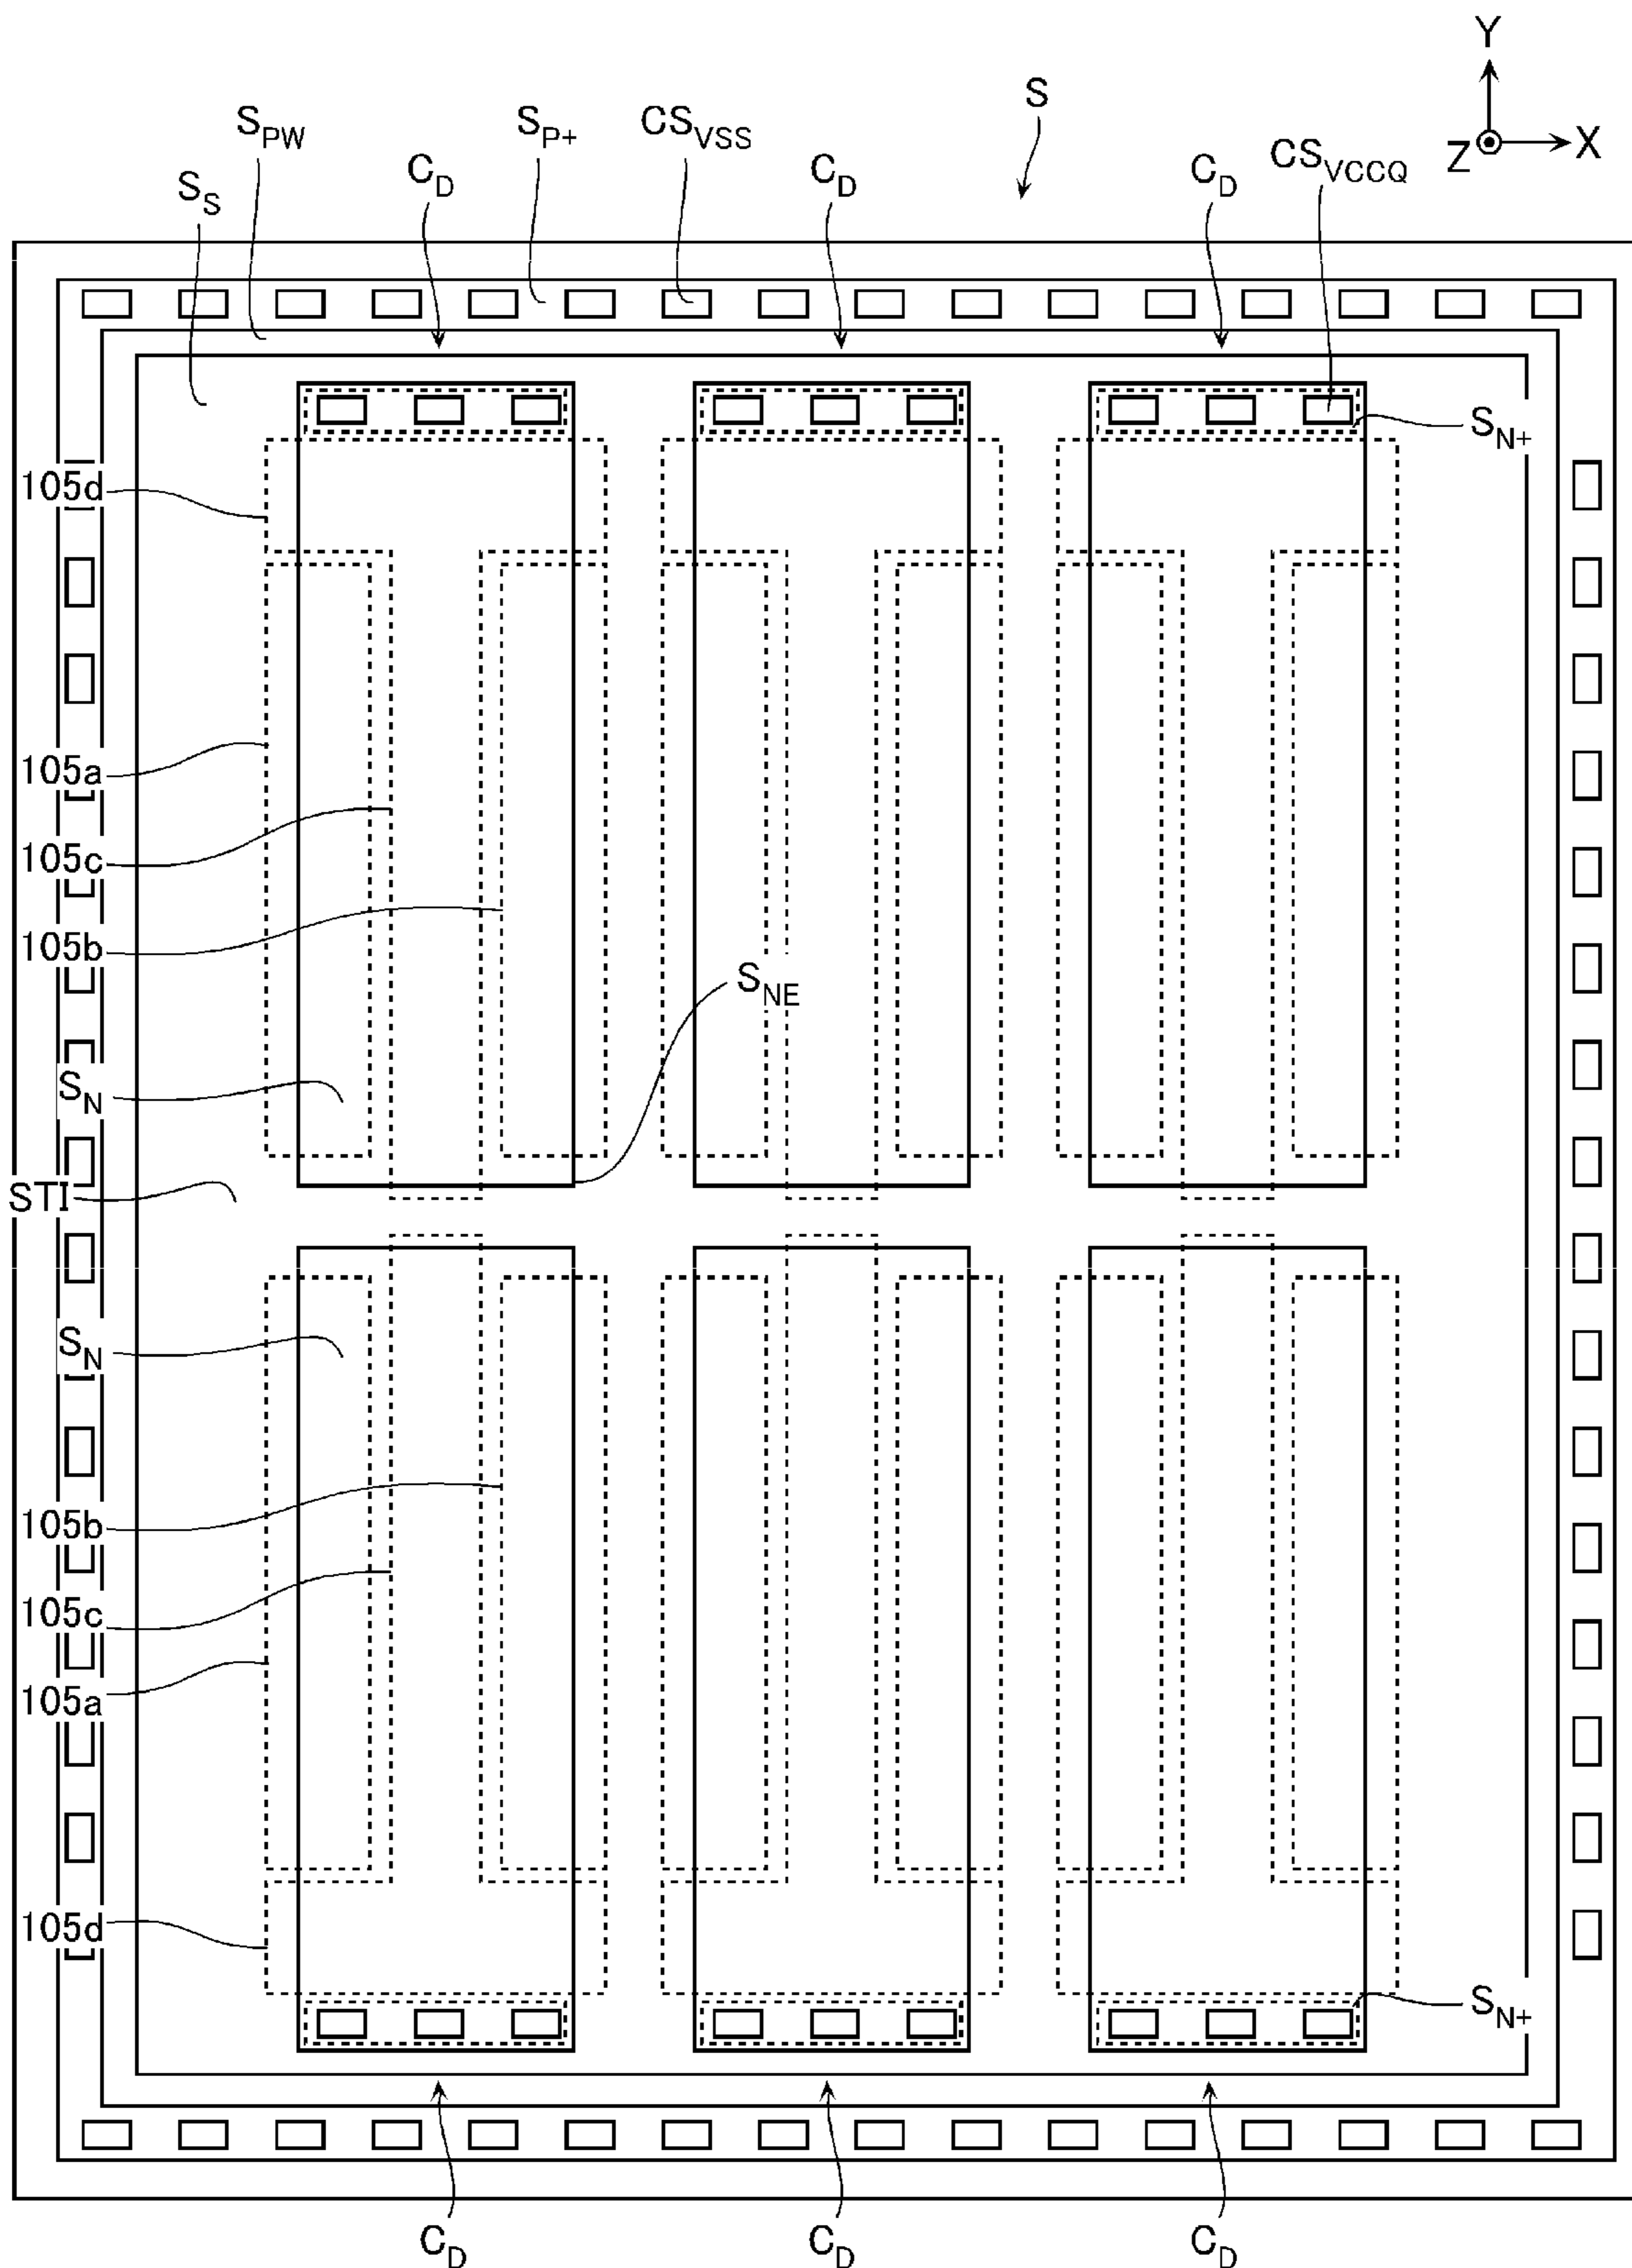 Y
S
S_PW S_P+ CS_VSS
Z X
C_D C_D C_D CS_VCCQ
S_S
S_N+
105d
105a
105c
105b
S_NE
S_N
STI
S_N
105b
105c
105a
105d
S_N+
C_D C_D C_D